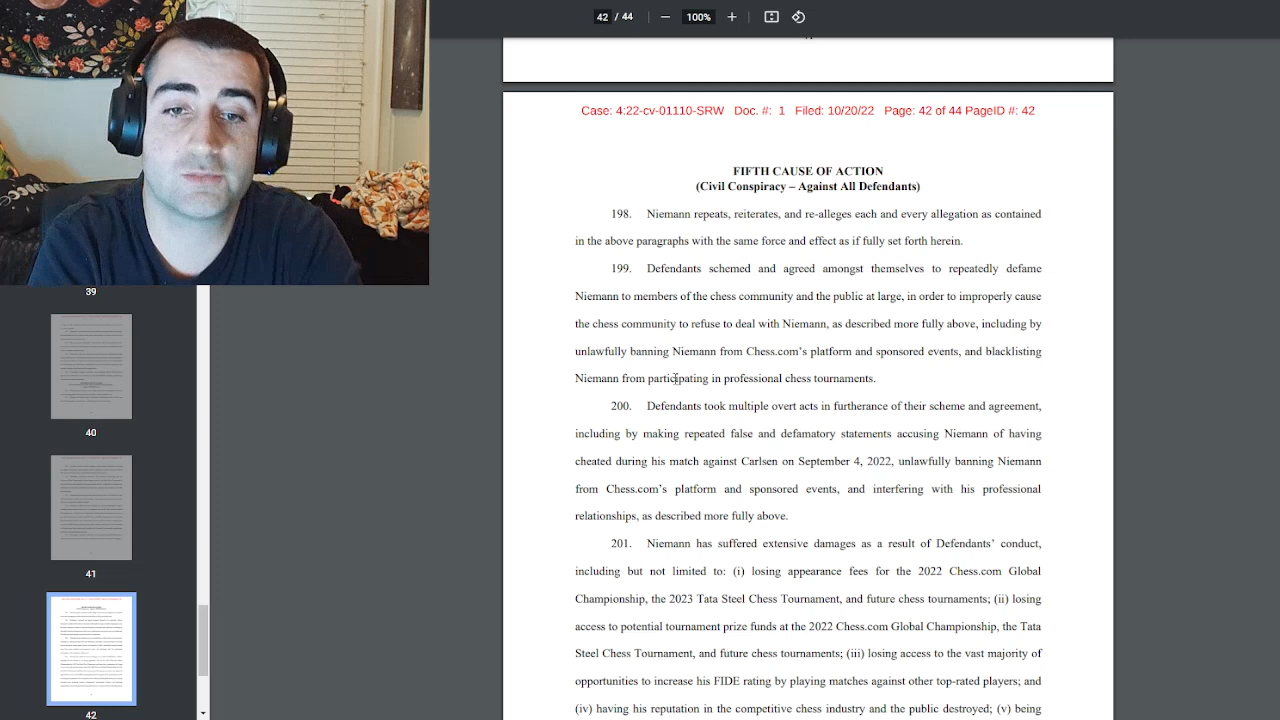 42 / 44
100%
39
40
41
42
Case: 4:22-cv-01110-SRW Doc. #: 1 Filed: 10/20/22 Page: 42 of 44 PageID #: 42
FIFTH CAUSE OF ACTION
(Civil Conspiracy – Against All Defendants)
198. Niemann repeats, reiterates, and re-alleges each and every allegation as contained
in the above paragraphs with the same force and effect as if fully set forth herein.
199. Defendants schemed and agreed amongst themselves to repeatedly defame
Niemann to members of the chess community and the public at large, in order to improperly cause
the chess community to refuse to deal with Niemann, as described more fully above, including by
unlawfully banning Niemann from Chess.com’s platform and sponsored events, and blacklisting
Niemann from participating in professional chess tournaments.
200. Defendants took multiple overt acts in furtherance of their scheme and agreement,
including by making repeated false and defamatory statements accusing Niemann of having
cheated during his match against Carlsen on September 4, 2022, unlawfully banning Niemann
from Chess.com’s platform and sponsored events, and interfering with his professional
relationships, as described more fully above.
201. Niemann has suffered extensive damages as a result of Defendants’ conduct,
including but not limited to: (i) losing appearance fees for the 2022 Chess.com Global
Championship, the 2023 Tata Steel Chess Tournament, and future chess tournaments; (ii) losing
access to potential tournament prize funds at 2022 Chess.com Global Championship, the Tata
Steel Chess Tournament, and future chess tournaments; (iii) losing access to the vast majority of
opportunities to increase his FIDE rating by playing matches against other top-rated players; and
(iv) having his reputation in the competitive chess industry and the public destroyed; (v) being